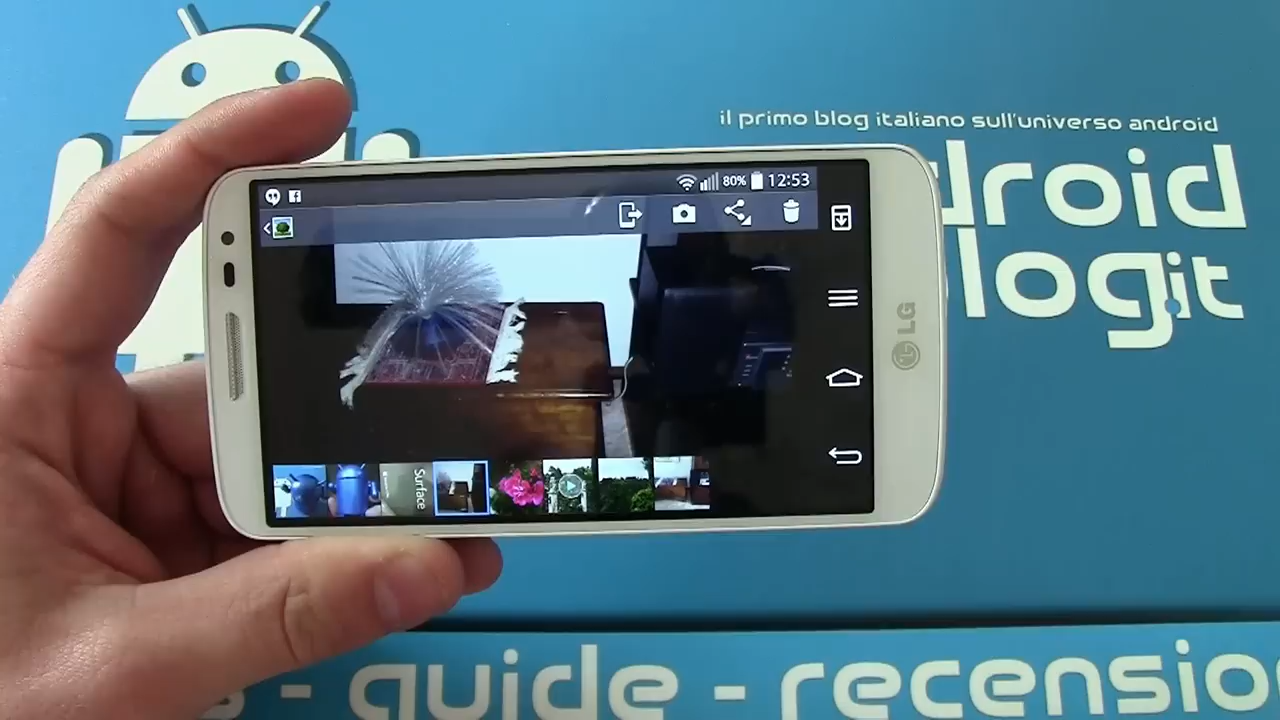 il primo blog italiano sull'universo android
droid
logit
80% 12:53
LG
Surface
- guide - recensio